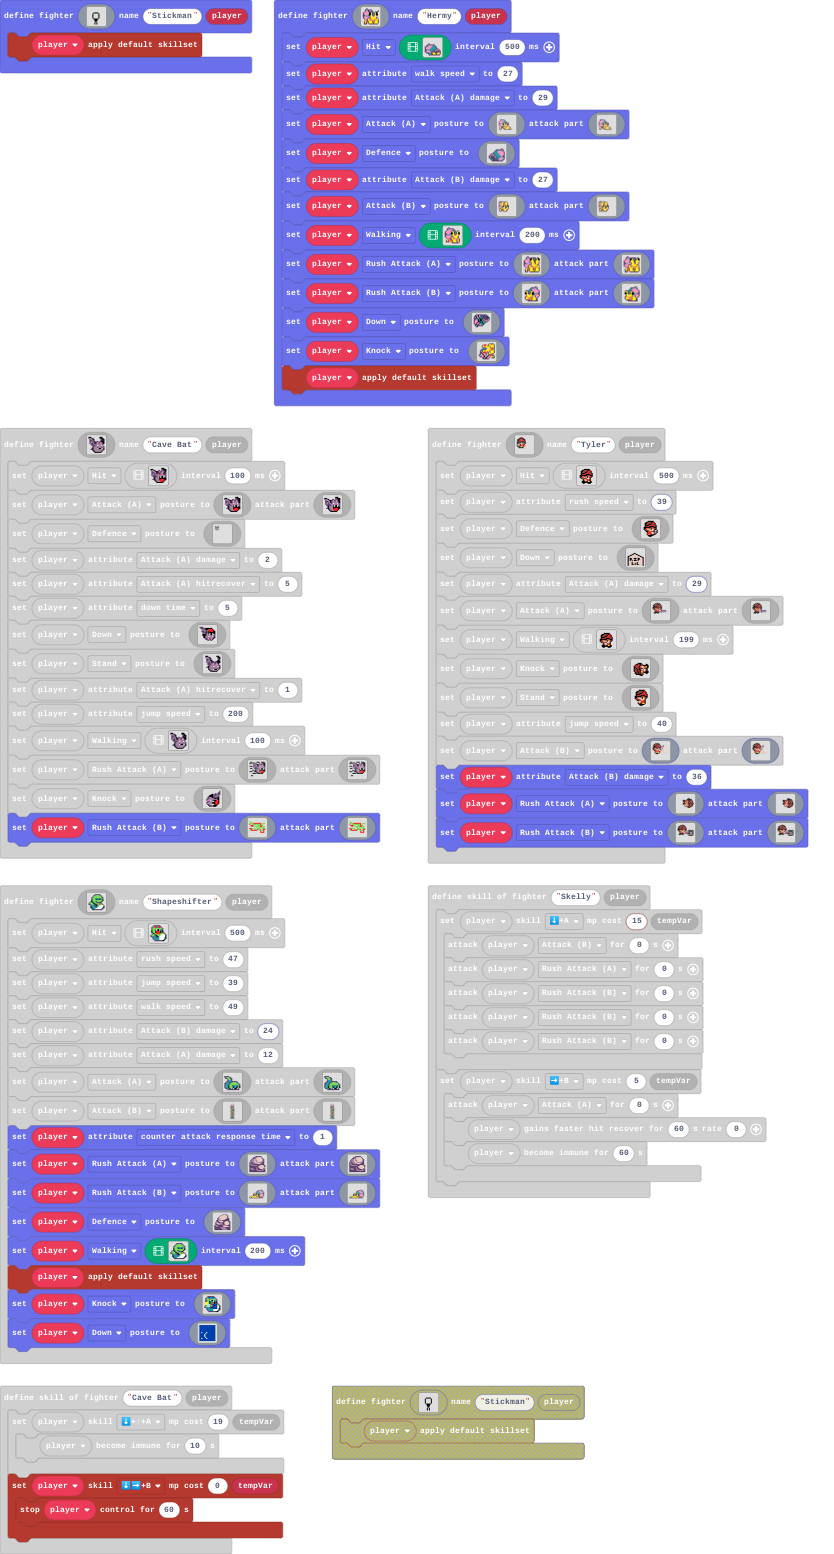 define fighter name "Stickman" player
player apply default skillset
define fighter name "Hermy" player
set player Hit interval 500 ms
set player attribute walk speed to 27
set player attribute Attack (A) damage to 29
set player Attack (A) posture to attack part
set player Defence posture to
set player attribute Attack (B) damage to 27
set player Attack (B) posture to attack part
set player Walking interval 200 ms
set player Rush Attack (A) posture to attack part
set player Rush Attack (B) posture to attack part
set player Down posture to
set player Knock posture to
player apply default skillset
define fighter name "Cave Bat" player
set player Hit interval 100 ms
set player Attack (A) posture to attack part
set player Defence posture to
set player attribute Attack (A) damage to 2
set player attribute Attack (A) hitrecover to 5
set player attribute down time to 5
set player Down posture to
set player Stand posture to
set player attribute Attack (A) hitrecover to 1
set player attribute jump speed to 200
set player Walking interval 100 ms
set player Rush Attack (A) posture to attack part
set player Knock posture to
set player Rush Attack (B) posture to attack part
define fighter name "Tyler" player
set player Hit interval 500 ms
set player attribute rush speed to 39
set player Defence posture to
set player Down posture to
set player attribute Attack (A) damage to 29
set player Attack (A) posture to attack part
set player Walking interval 199 ms
set player Knock posture to
set player Stand posture to
set player attribute jump speed to 40
set player Attack (B) posture to attack part
set player attribute Attack (B) damage to 36
set player Rush Attack (A) posture to attack part
set player Rush Attack (B) posture to attack part
define fighter name "Shapeshifter" player
set player Hit interval 500 ms
set player attribute rush speed to 47
set player attribute jump speed to 39
set player attribute walk speed to 49
set player attribute Attack (B) damage to 24
set player attribute Attack (A) damage to 12
set player Attack (A) posture to attack part
set player Attack (B) posture to attack part
set player attribute counter attack response time to 1
set player Rush Attack (A) posture to attack part
set player Rush Attack (B) posture to attack part
set player Defence posture to
set player Walking interval 200 ms
player apply default skillset
set player Knock posture to
set player Down posture to
define skill of fighter "Skelly" player
set player skill ⬇️+A mp cost 15 tempVar
attack player Attack (B) for 0 s
attack player Rush Attack (A) for 0 s
attack player Rush Attack (B) for 0 s
attack player Rush Attack (B) for 0 s
attack player Rush Attack (B) for 0 s
set player skill ➡️+B mp cost 5 tempVar
attack player Attack (A) for 0 s
player gains faster hit recover for 60 s rate 0
player become immune for 60 s
define skill of fighter "Cave Bat" player
set player skill ⬇️+↑+A mp cost 19 tempVar
player become immune for 10 s
set player skill ⬇️➡️+B mp cost 0 tempVar
stop player control for 60 s
define fighter name "Stickman" player
player apply default skillset